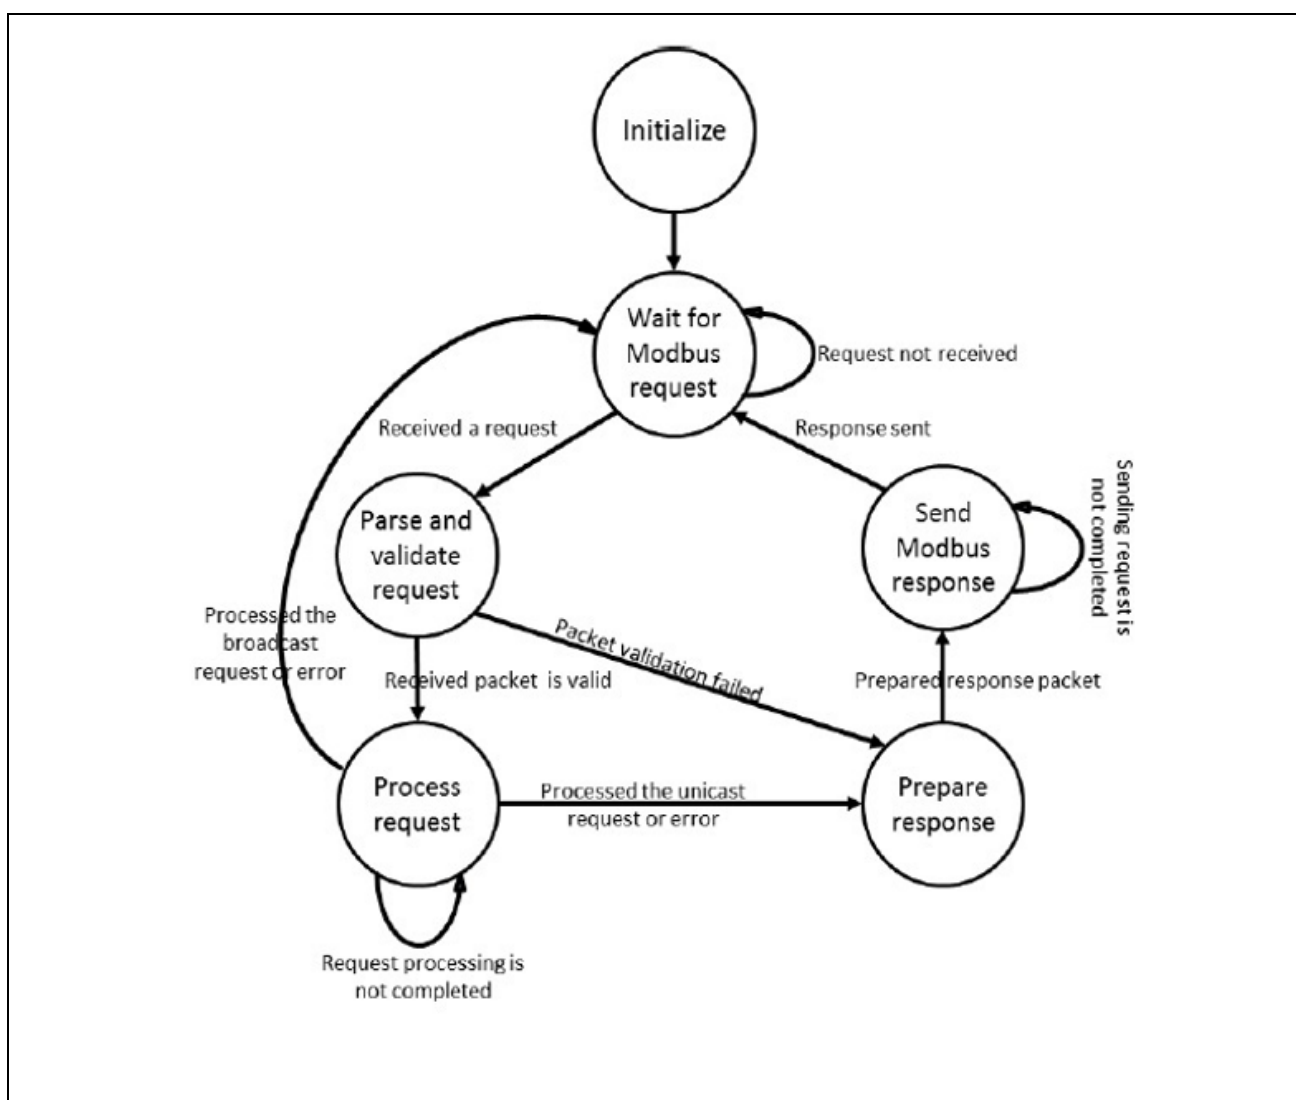 Initialize
Wait for
Modbus
request
Request not received
Received a request
Response sent
Parse and
validate
request
Send
Modbus
response
Sending request is
not completed
Processed the
broadcast
request or error
Packet validation failed
Received packet is valid
Prepared response packet
Process
request
Processed the unicast
request or error
Prepare
response
Request processing is
not completed